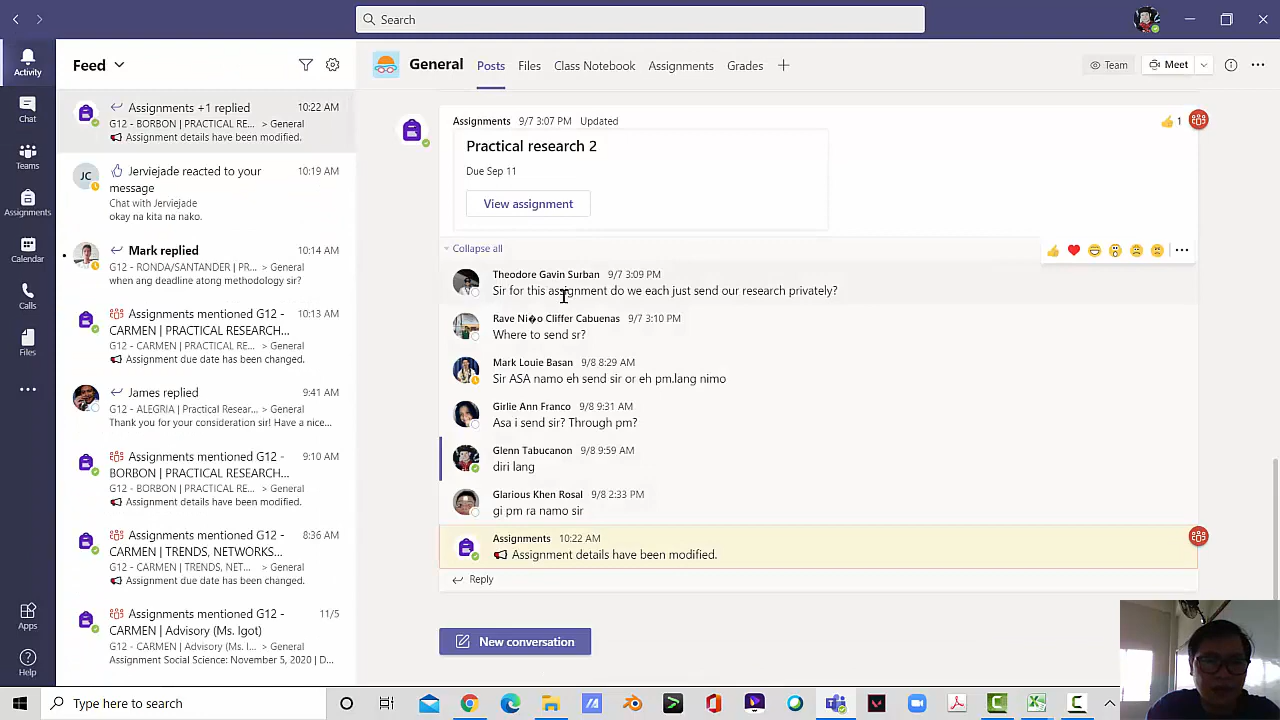 Search
Activity
Chat
Teams
Assignments
Calendar
Calls
Files
Apps
Help
Feed
Assignments +1 replied 10:22 AM
G12 - BORBON | PRACTICAL RE... > General
Assignment details have been modified.
JC
Jerviejade reacted to your 10:19 AM
message
Chat with Jerviejade
okay na kita na nako.
Mark replied 10:14 AM
G12 - RONDA/SANTANDER | PR... > General
when ang deadline atong methodology sir?
Assignments mentioned G12 - 10:13 AM
CARMEN | PRACTICAL RESEARCH...
G12 - CARMEN | PRACTICAL RE... > General
Assignment due date has been changed.
James replied 9:41 AM
G12 - ALEGRIA | Practical Resear... > General
Thank you for your consideration sir! Have a nice...
Assignments mentioned G12 - 9:10 AM
BORBON | PRACTICAL RESEARCH...
G12 - BORBON | PRACTICAL RE... > General
Assignment details have been modified.
Assignments mentioned G12 - 8:36 AM
CARMEN | TRENDS, NETWORKS...
G12 - CARMEN | TRENDS, NET... > General
Assignment due date has been changed.
Assignments mentioned G12 - 11/5
CARMEN | Advisory (Ms. Igot)
G12 - CARMEN | Advisory (Ms. I... > General
Assignment Social Science: November 5, 2020 | D...
General Posts Files Class Notebook Assignments Grades
Team Meet
Assignments 9/7 3:07 PM Updated 1
Practical research 2
Due Sep 11
View assignment
Collapse all
Theodore Gavin Surban 9/7 3:09 PM
Sir for this assignment do we each just send our research privately?
Rave Ni�o Cliffer Cabuenas 9/7 3:10 PM
Where to send sr?
Mark Louie Basan 9/8 8:29 AM
Sir ASA namo eh send sir or eh pm.lang nimo
Girlie Ann Franco 9/8 9:31 AM
Asa i send sir? Through pm?
Glenn Tabucanon 9/8 9:59 AM
diri lang
Glarious Khen Rosal 9/8 2:33 PM
gi pm ra namo sir
Assignments 10:22 AM
Assignment details have been modified.
Reply
New conversation
Type here to search